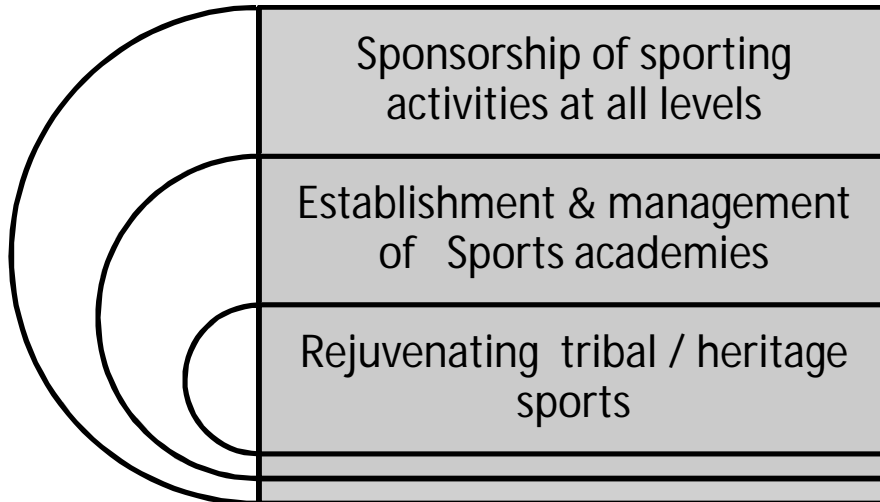 Sponsorship of sporting
activities at all levels
Establishment & management
of Sports academies
Rejuvenating tribal / heritage
sports